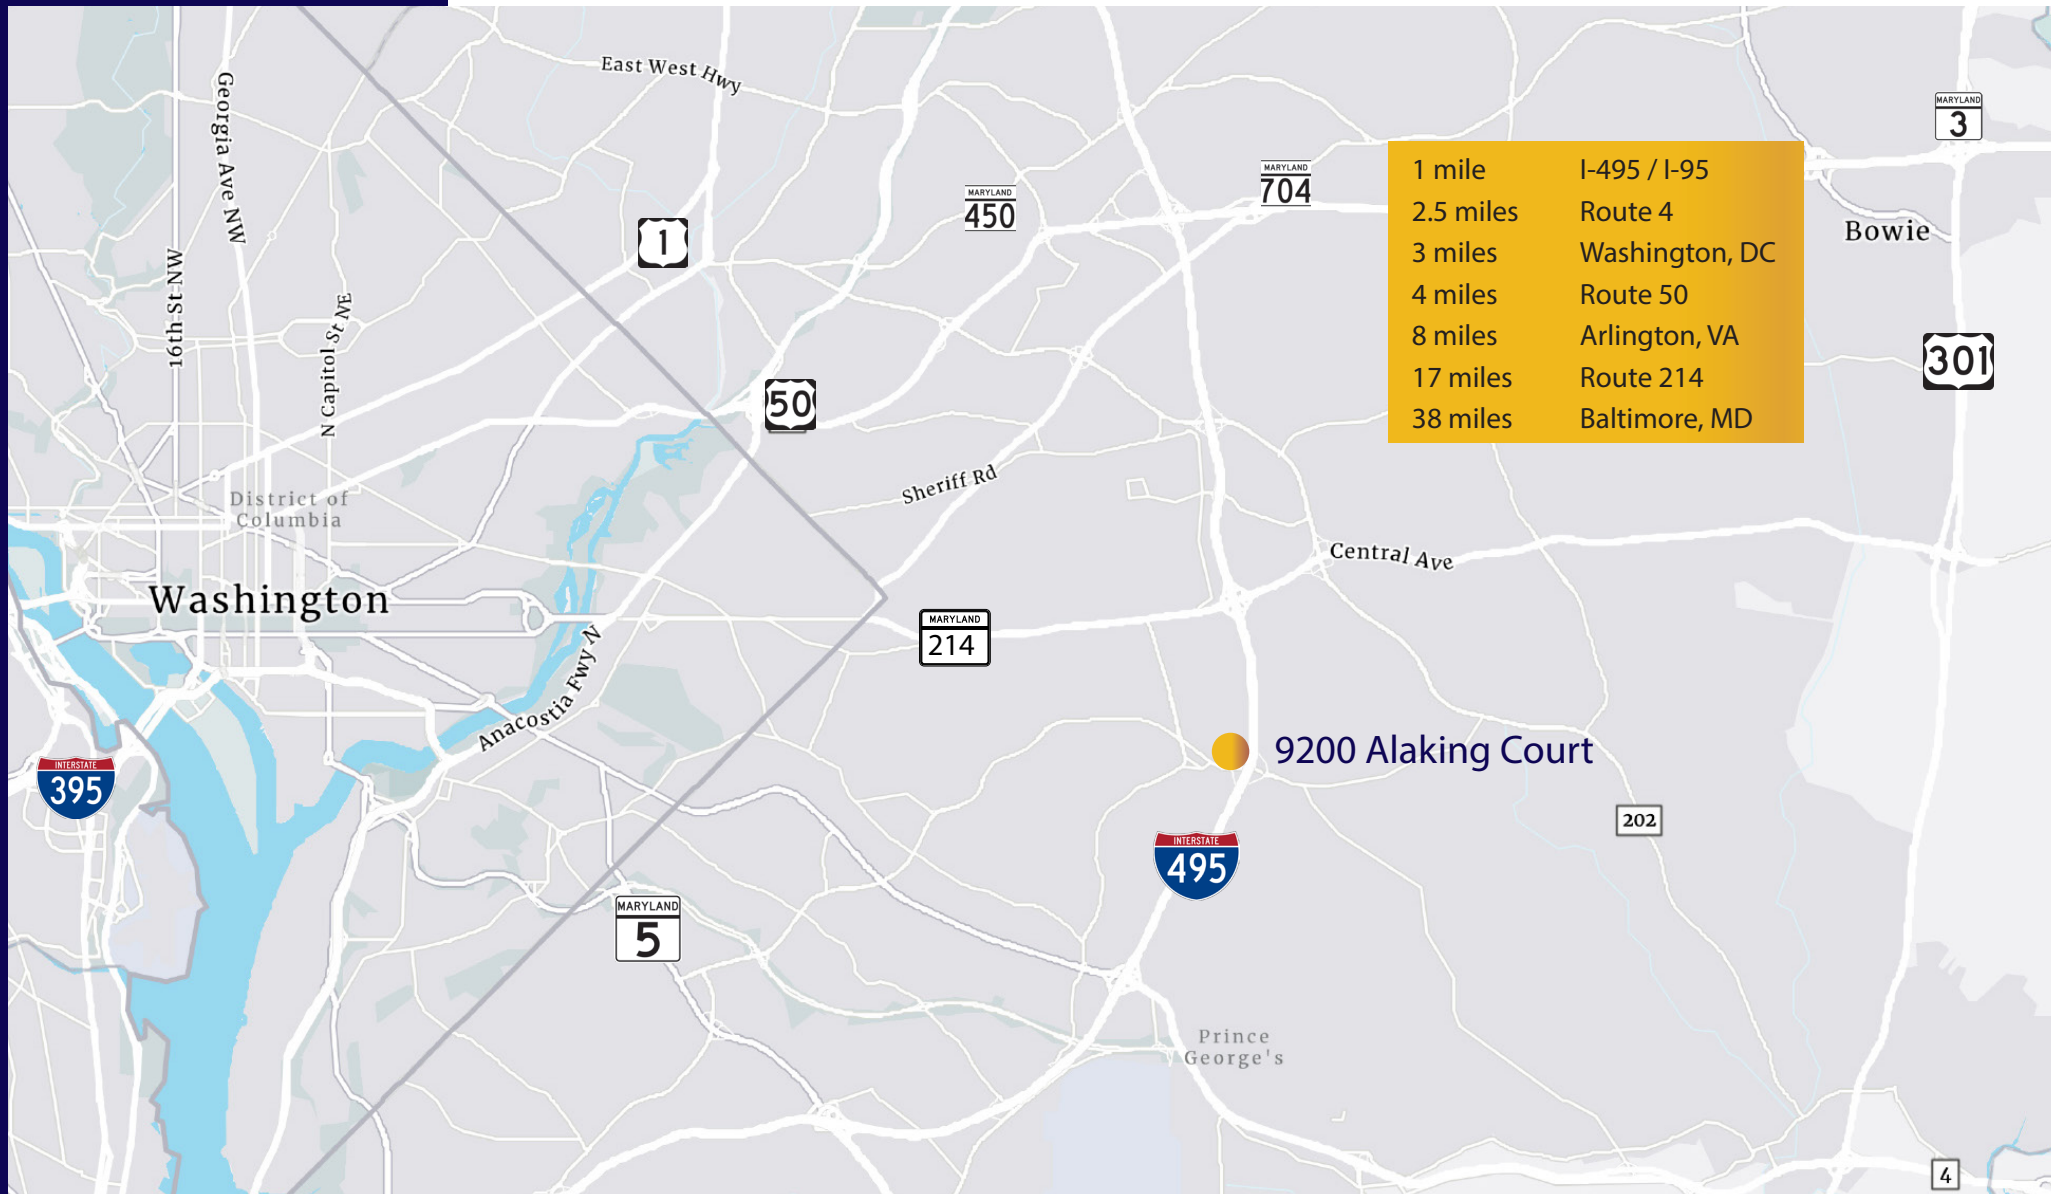 East West Hwy
Georgia Ave NW
MARYLAND
3
MARYLAND
704
MARYLAND
450
1 mile I-495 / I-95
2.5 miles Route 4
3 miles Washington, DC
4 miles Route 50
8 miles Arlington, VA
17 miles Route 214
38 miles Baltimore, MD
Bowie
1
16th St NW
N Capitol St NE
301
50
Sheriff Rd
District of
Columbia
Central Ave
Washington
MARYLAND
214
Anacostia Fwy N
9200 Alaking Court
INTERSTATE
395
202
INTERSTATE
495
MARYLAND
5
Prince
George's
4